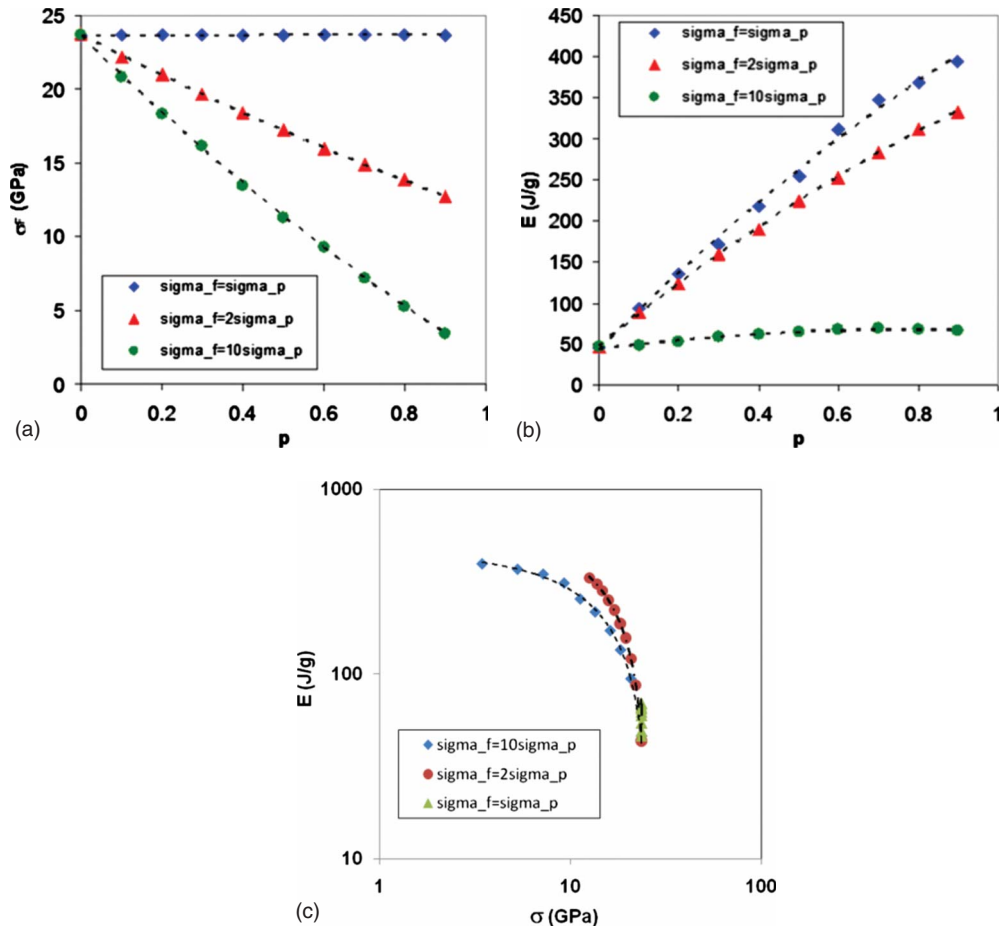 25
20
15
10
5
0
σF (GPa)
sigma_f=sigma_p
sigma_f=2sigma_p
sigma_f=10sigma_p
0 0.2 0.4 0.6 0.8 1
p
(a)
450
400
350
300
250
200
150
100
50
0
E (J/g)
sigma_f=sigma_p
sigma_f=2sigma_p
sigma_f=10sigma_p
0 0.2 0.4 0.6 0.8 1
p
(b)
1000
100
10
E (J/g)
sigma_f=10sigma_p
sigma_f=2sigma_p
sigma_f=sigma_p
1 10 100
σ (GPa)
(c)